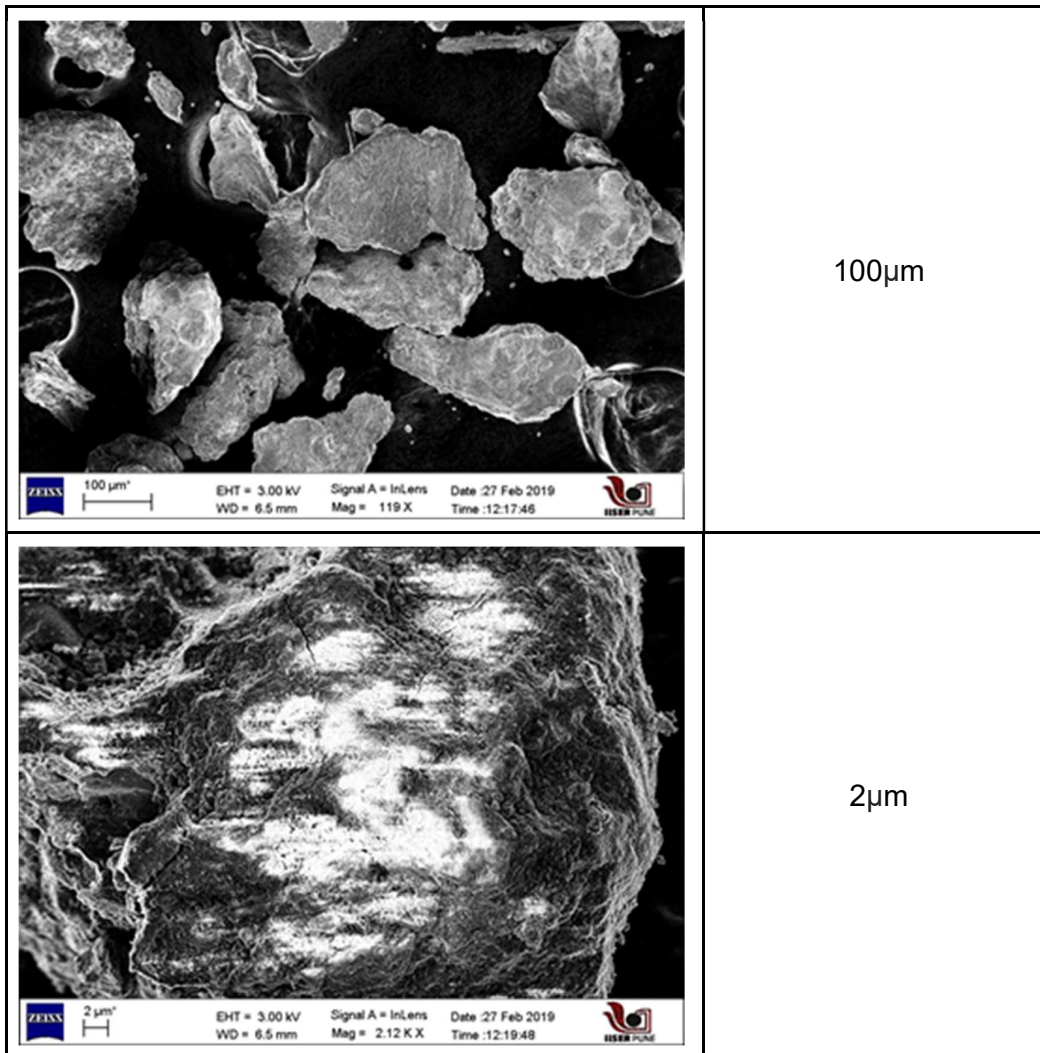 100 µm*
ZEISS
EHT = 3.00 kV
Signal A = InLens
Date :27 Feb 2019
WD = 6.5 mm
Mag = 119 X
Time :12:17:46
IISER PUNE
100µm
2 µm*
ZEISS
EHT = 3.00 kV
Signal A = InLens
Date :27 Feb 2019
WD = 6.5 mm
Mag = 2.12 K X
Time :12:19:48
IISER PUNE
2µm